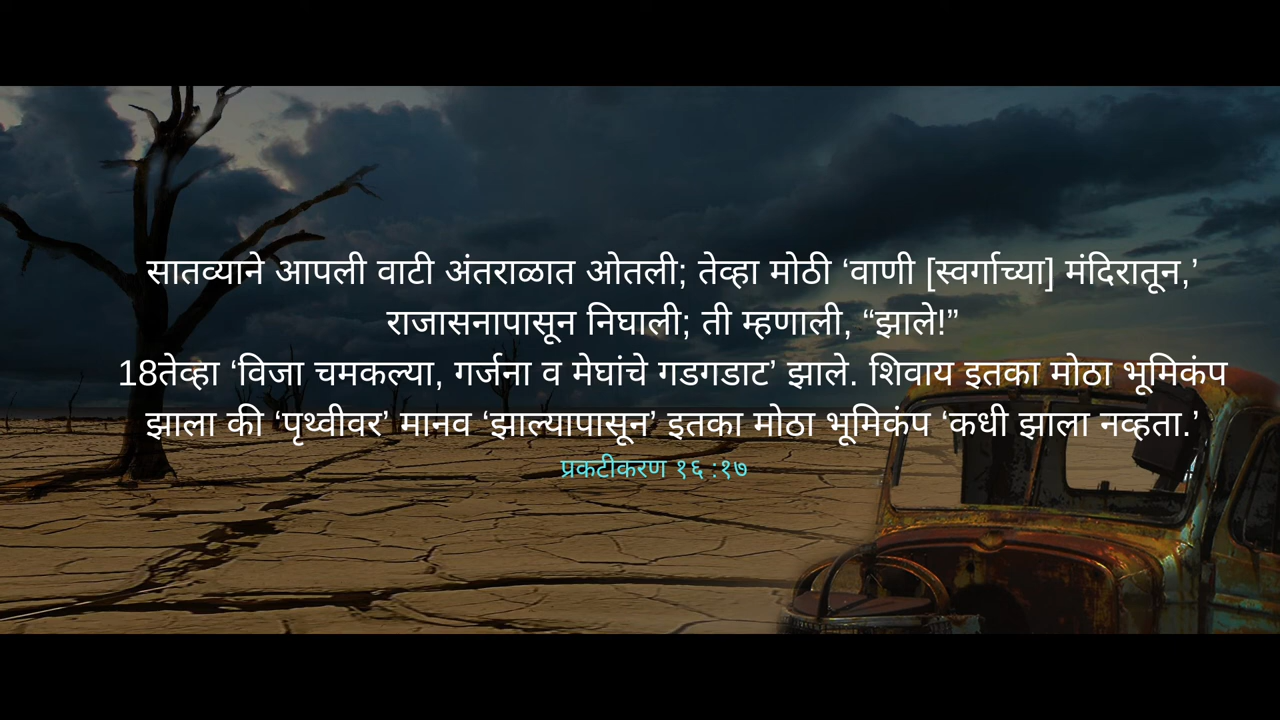 सातव्याने आपली वाटी अंतराळात ओतली; तेव्हा मोठी ‘वाणी [स्वर्गाच्या] मंदिरातून,’
राजासनापासून निघाली; ती म्हणाली, “झाले!”
18तेव्हा ‘विजा चमकल्या, गर्जना व मेघांचे गडगडाट’ झाले. शिवाय इतका मोठा भूमिकंप
झाला की ‘पृथ्वीवर’ मानव ‘झाल्यापासून’ इतका मोठा भूमिकंप ‘कधी झाला नव्हता.’
प्रकटीकरण १६ :१७